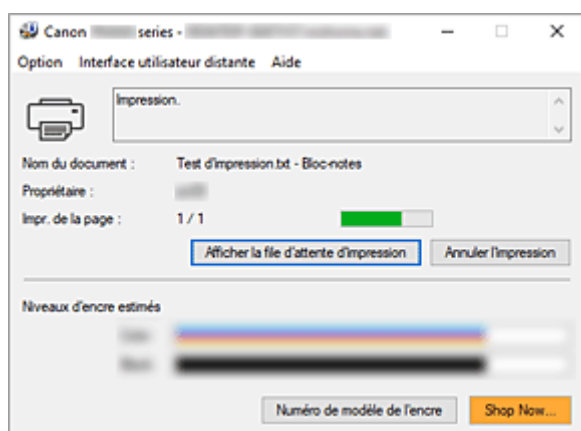 Canon series -
Option Interface utilisateur distante Aide
Impression.
Nom du document : Test d'impression.txt - Bloc-notes
Propriétaire :
Impr. de la page : 1 / 1
Afficher la file d'attente d'impression Annuler l'impression
Niveaux d'encre estimés
Numéro de modèle de l'encre Shop Now...